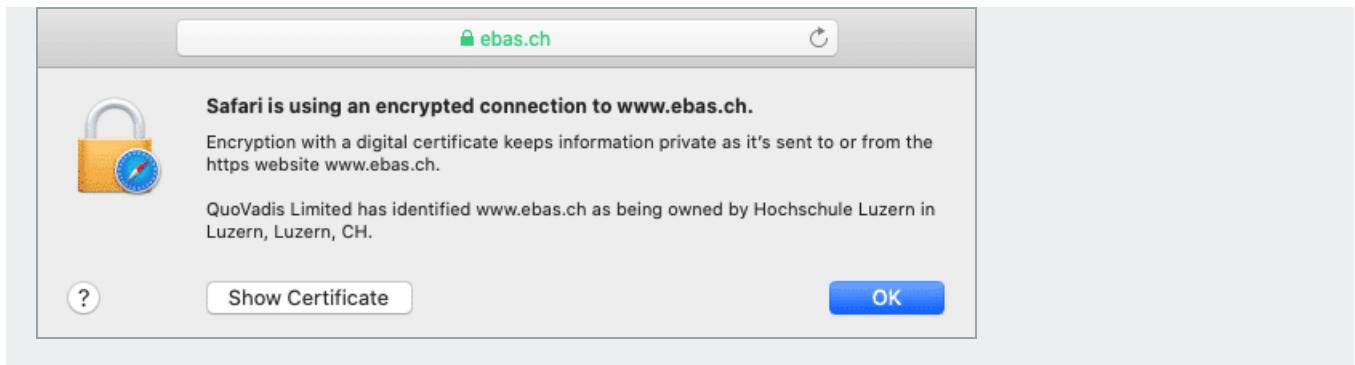 ebas.ch
Safari is using an encrypted connection to www.ebas.ch.
Encryption with a digital certificate keeps information private as it's sent to or from the
https website www.ebas.ch.
QuoVadis Limited has identified www.ebas.ch as being owned by Hochschule Luzern in
Luzern, Luzern, CH.
? Show Certificate OK